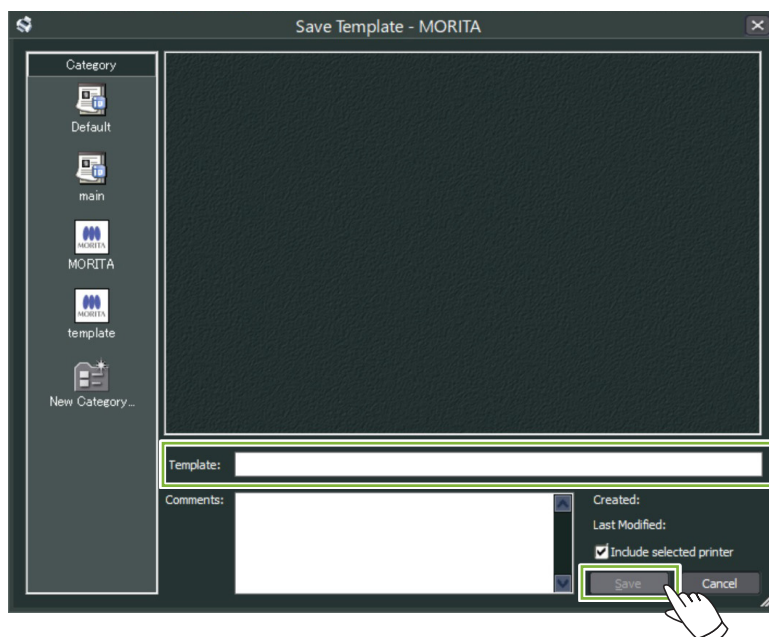 Save Template - MORITA
Category
Default
main
MORITA
MORITA
MORITA
template
New Category...
Template:
Comments:
Created:
Last Modified:
Include selected printer
Save
Cancel